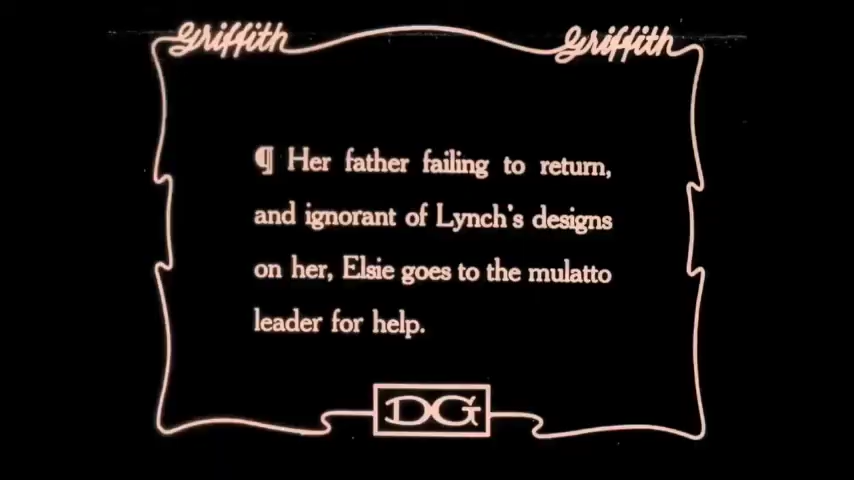 Griffith Griffith
¶ Her father failing to return,
and ignorant of Lynch's designs
on her, Elsie goes to the mulatto
leader for help.
DG